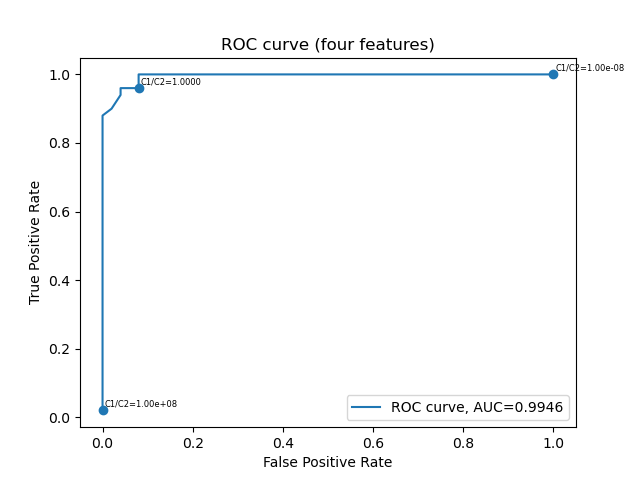 ROC curve (four features)
1.0
0.8
0.6
0.4
0.2
0.0
True Positive Rate
C1/C2=1.00e-08
C1/C2=1.0000
C1/C2=1.00e+08
ROC curve, AUC=0.9946
0.0 0.2 0.4 0.6 0.8 1.0
False Positive Rate